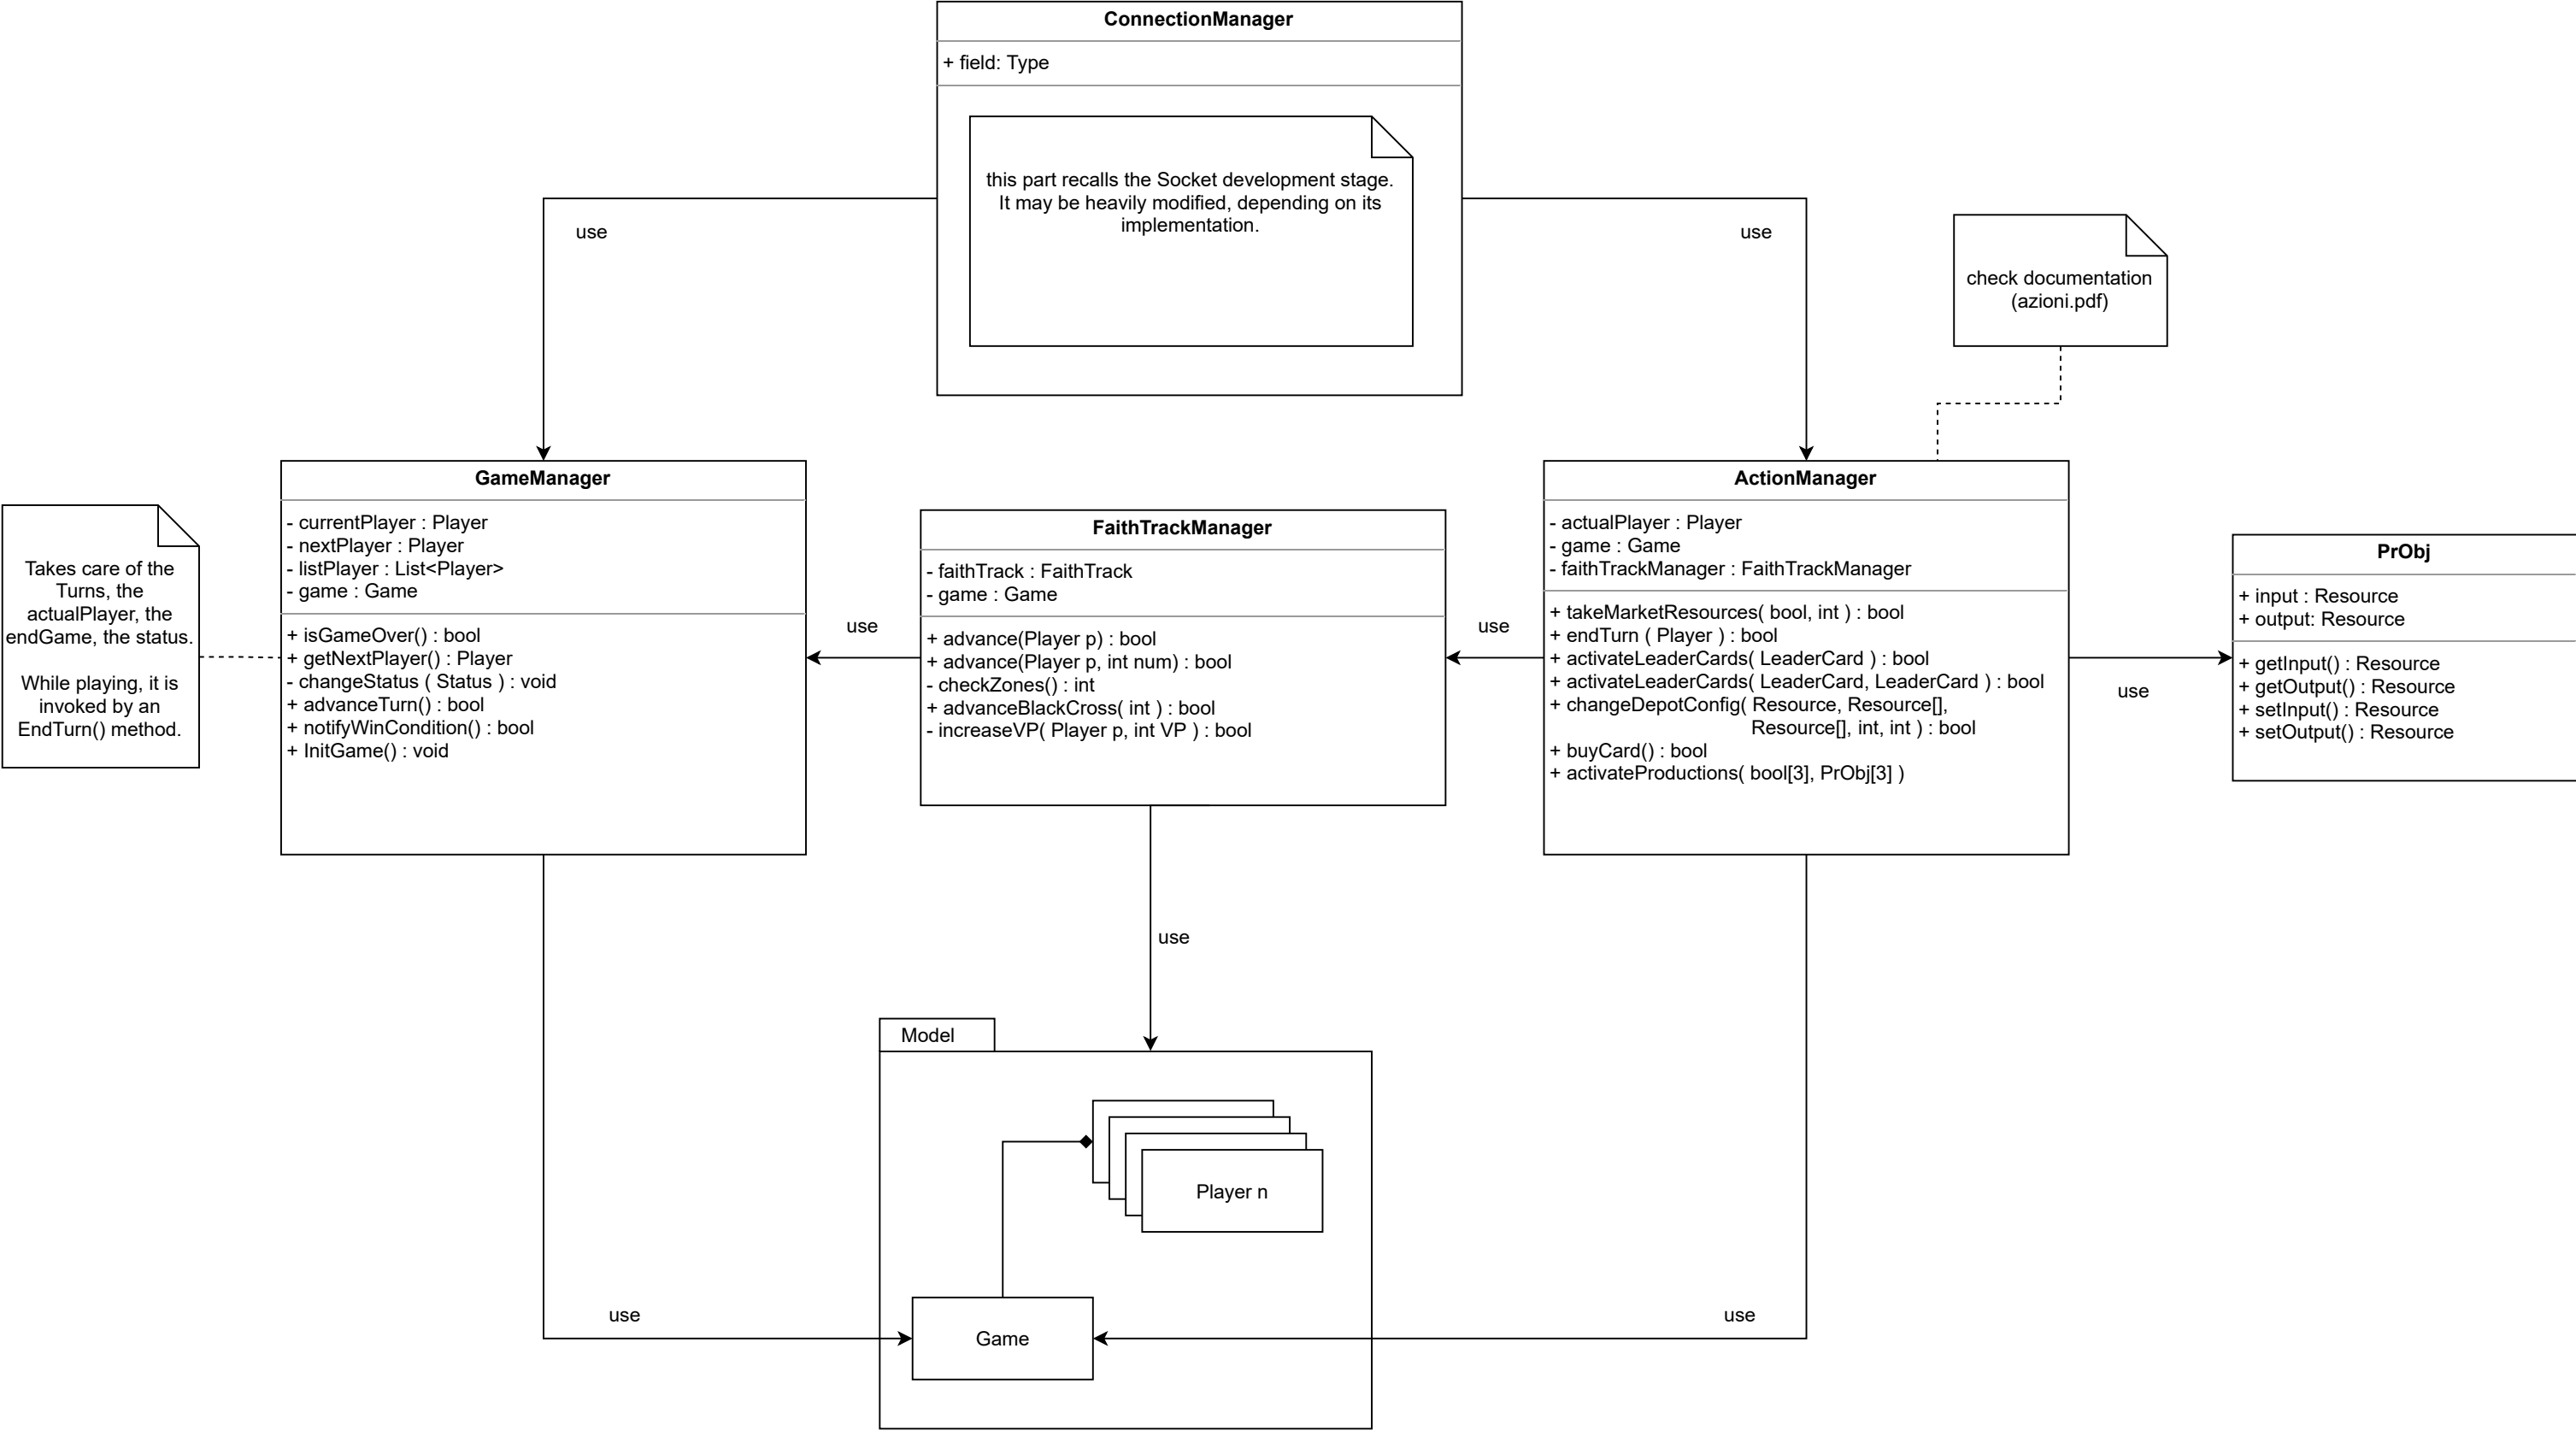 ConnectionManager
+ field: Type
this part recalls the Socket development stage.
It may be heavily modified, depending on its
implementation.
use
use
check documentation
(azioni.pdf)
Takes care of the
Turns, the
actualPlayer, the
endGame, the status.
While playing, it is
invoked by an
EndTurn() method.
GameManager
- currentPlayer : Player
- nextPlayer : Player
- listPlayer : List<Player>
- game : Game
+ isGameOver() : bool
+ getNextPlayer() : Player
- changeStatus ( Status ) : void
+ advanceTurn() : bool
+ notifyWinCondition() : bool
+ InitGame() : void
use
FaithTrackManager
- faithTrack : FaithTrack
- game : Game
+ advance(Player p) : bool
+ advance(Player p, int num) : bool
- checkZones() : int
+ advanceBlackCross( int ) : bool
- increaseVP( Player p, int VP ) : bool
use
ActionManager
- actualPlayer : Player
- game : Game
- faithTrackManager : FaithTrackManager
+ takeMarketResources( bool, int ) : bool
+ endTurn ( Player ) : bool
+ activateLeaderCards( LeaderCard ) : bool
+ activateLeaderCards( LeaderCard, LeaderCard ) : bool
+ changeDepotConfig( Resource, Resource[],
Resource[], int, int ) : bool
+ buyCard() : bool
+ activateProductions( bool[3], PrObj[3] )
use
PrObj
+ input : Resource
+ output: Resource
+ getInput() : Resource
+ getOutput() : Resource
+ setInput() : Resource
+ setOutput() : Resource
use
Model
Player n
use
Game
use